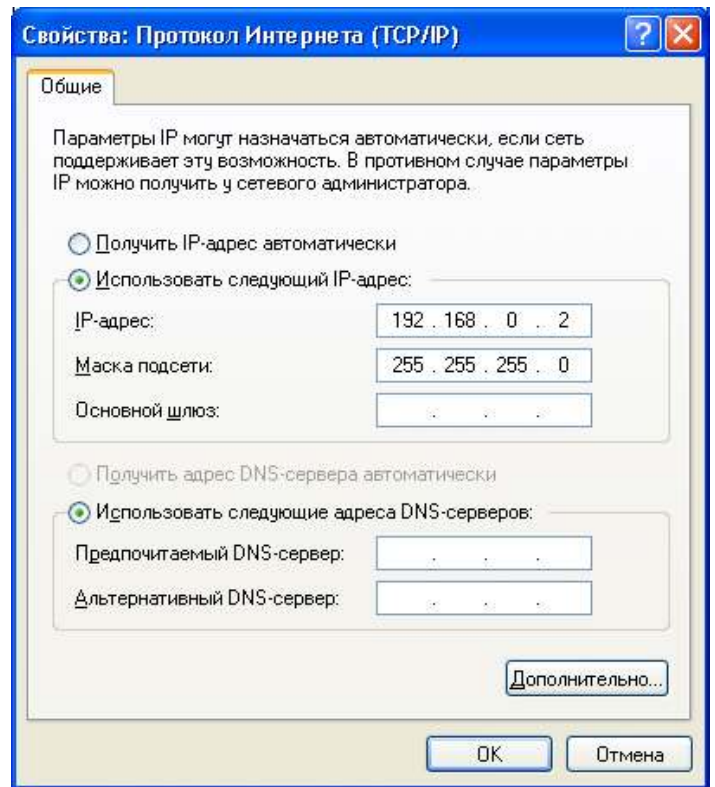 Свойства: Протокол Интернета (TCP/IP)
Общие
Параметры IP могут назначаться автоматически, если сеть
поддерживает эту возможность. В противном случае параметры
IP можно получить у сетевого администратора.
Получить IP-адрес автоматически
Использовать следующий IP-адрес:
IP-адрес: 192 . 168 . 0 . 2
Маска подсети: 255 . 255 . 255 . 0
Основной шлюз: . . .
Получить адрес DNS-сервера автоматически
Использовать следующие адреса DNS-серверов:
Предпочитаемый DNS-сервер: . . .
Альтернативный DNS-сервер: . . .
Дополнительно...
OK Отмена